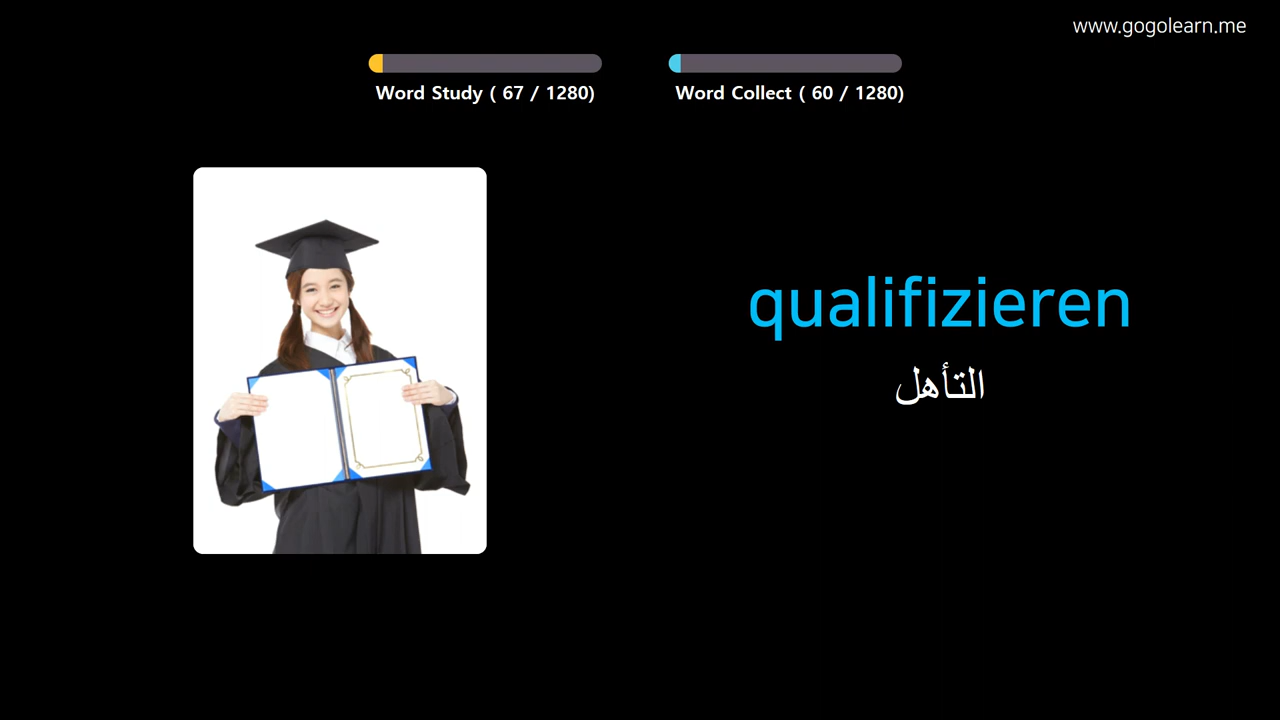 www.gogolearn.me
Word Study ( 67 / 1280)
Word Collect ( 60 / 1280)
qualifizieren
التأهل